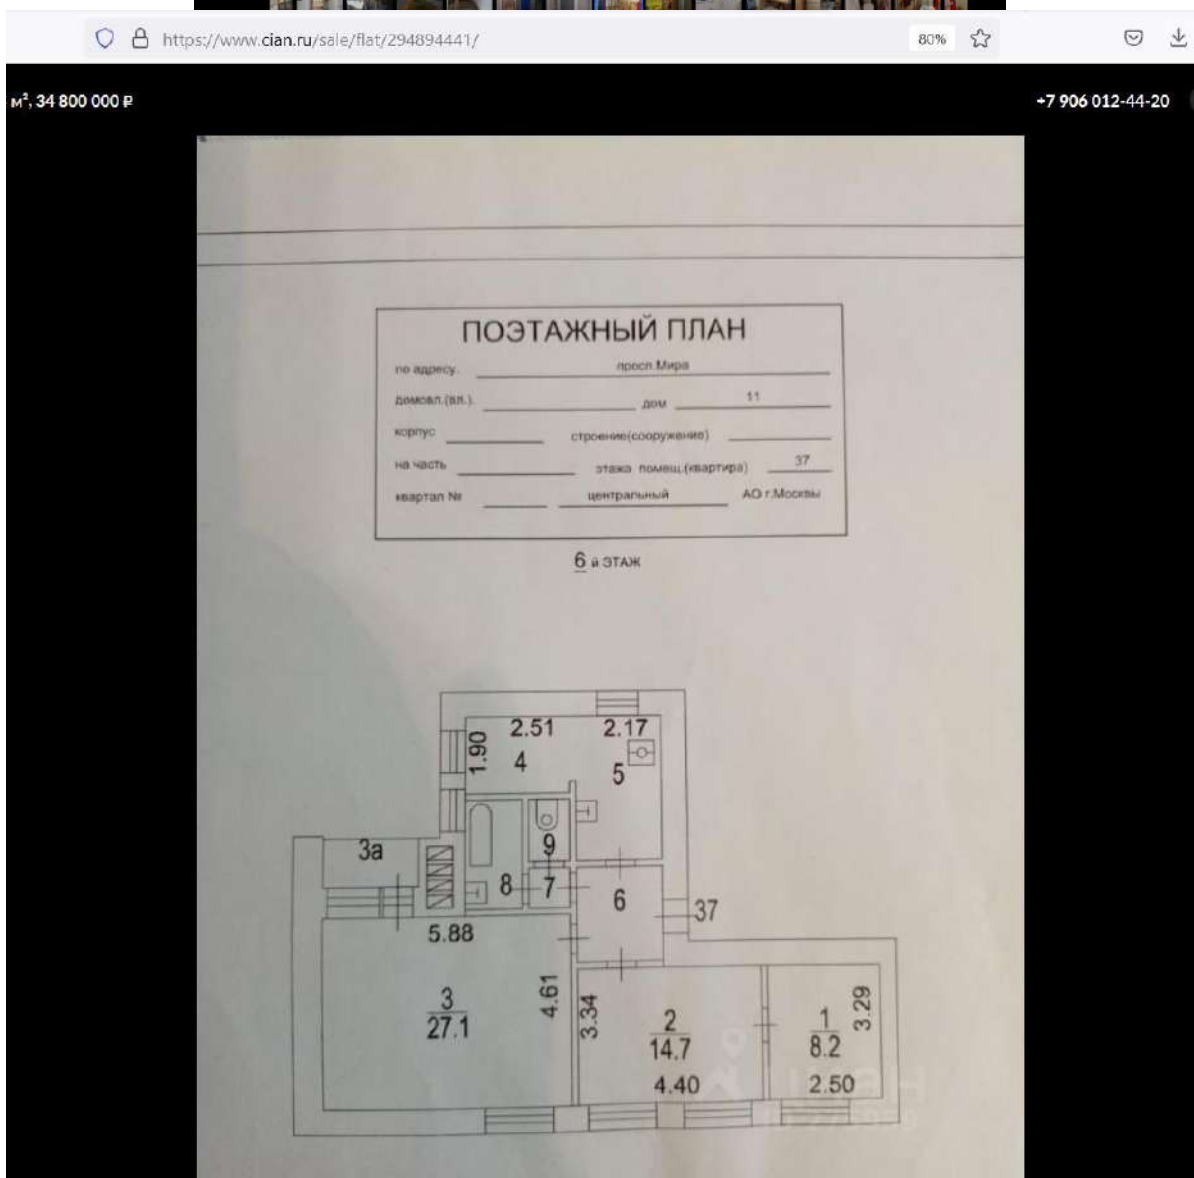 https://www.cian.ru/sale/flat/294894441/ 80%
м², 34 800 000 ₽ +7 906 012-44-20
ПОЭТАЖНЫЙ ПЛАН
по адресу. просп.Мира
домовл.(вл.). дом 11
корпус строение(сооружение)
на часть этажа помещ.(квартира) 37
квартал № центральный АО г.Москвы
6 й ЭТАЖ
2.51 2.17
1.90 4 5
3а 9
8 7 6 37
5.88
4.61 3.34 3.29
3 2 1
27.1 14.7 8.2
4.40 2.50